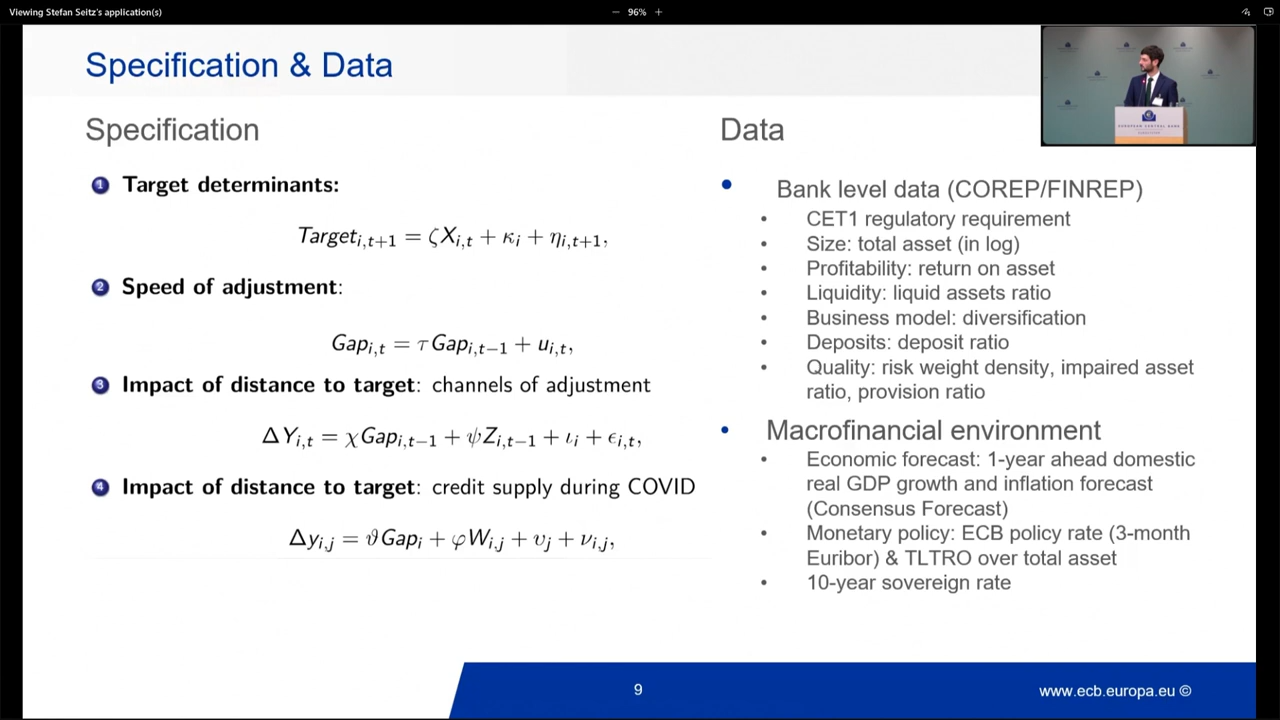 Viewing Stefan Seitz's application(s)
− 96% +
Specification & Data
Specification
1 Target determinants:
Target_{i,t+1} = ζX_{i,t} + κ_i + η_{i,t+1},
2 Speed of adjustment:
Gap_{i,t} = τGap_{i,t−1} + u_{i,t},
3 Impact of distance to target: channels of adjustment
ΔY_{i,t} = χGap_{i,t−1} + ψZ_{i,t−1} + ι_i + ϵ_{i,t},
4 Impact of distance to target: credit supply during COVID
Δy_{i,j} = ϑGap_i + φW_{i,j} + υ_j + ν_{i,j},
Data
• Bank level data (COREP/FINREP)
• CET1 regulatory requirement
• Size: total asset (in log)
• Profitability: return on asset
• Liquidity: liquid assets ratio
• Business model: diversification
• Deposits: deposit ratio
• Quality: risk weight density, impaired asset
ratio, provision ratio
• Macrofinancial environment
• Economic forecast: 1-year ahead domestic
real GDP growth and inflation forecast
(Consensus Forecast)
• Monetary policy: ECB policy rate (3-month
Euribor) & TLTRO over total asset
• 10-year sovereign rate
EUROPEAN CENTRAL BANK
9
www.ecb.europa.eu ©